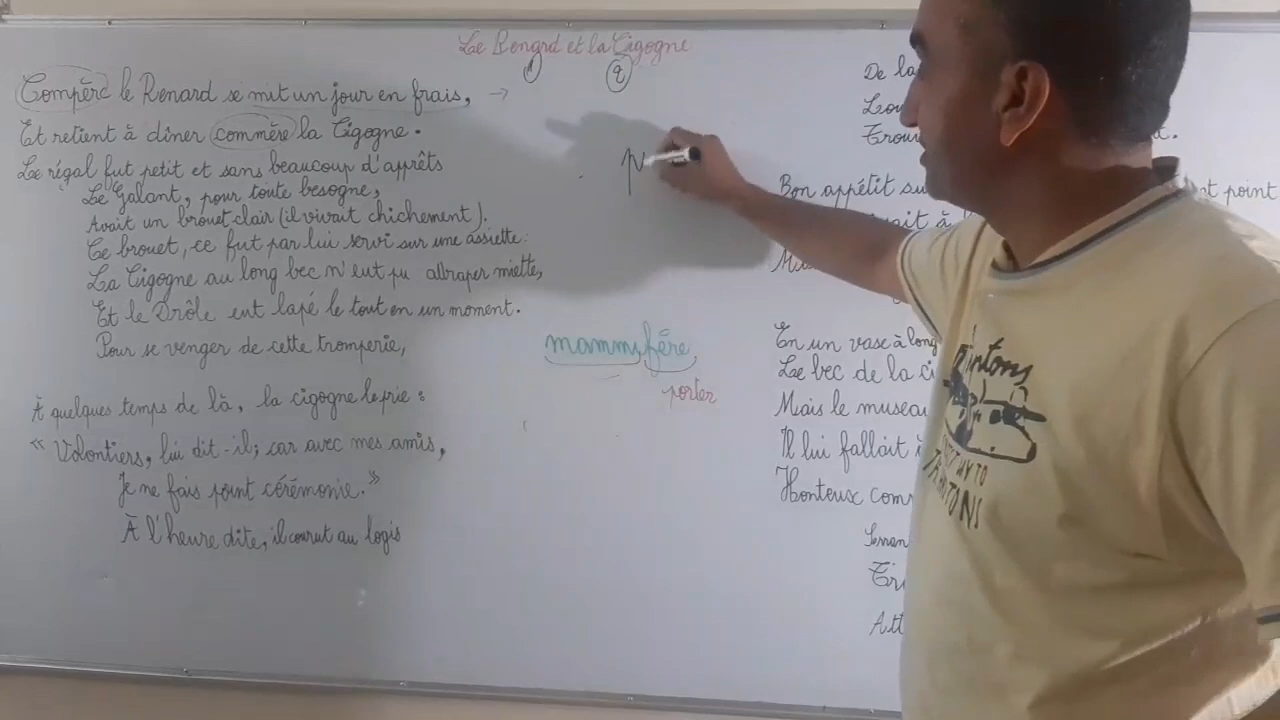 Le Renard et la Cigogne
Compère le Renard se mit un jour en frais,
Et retient à dîner commère la Cigogne.
Le régal fut petit et sans beaucoup d'apprêts
Le Galant, pour toute besogne,
Avait un brouet clair (il vivait chichement).
Ce brouet, ce fut par lui servi sur une assiette:
La Cigogne au long bec n'eut pu attraper miette,
Et le Drôle eut lapé le tout en un moment.
Pour se venger de cette tromperie,
À quelques temps de là, la cigogne le prie :
« Volontiers, lui dit-il; car avec mes amis,
Je ne fais point cérémonie. »
À l'heure dite, il courut au logis
mammifère
porter
De la
Trou
Bon appétit su
t point
En un vase à long
Le bec de la ci
Mais le museau
Il lui fallait
Honteux com
Att